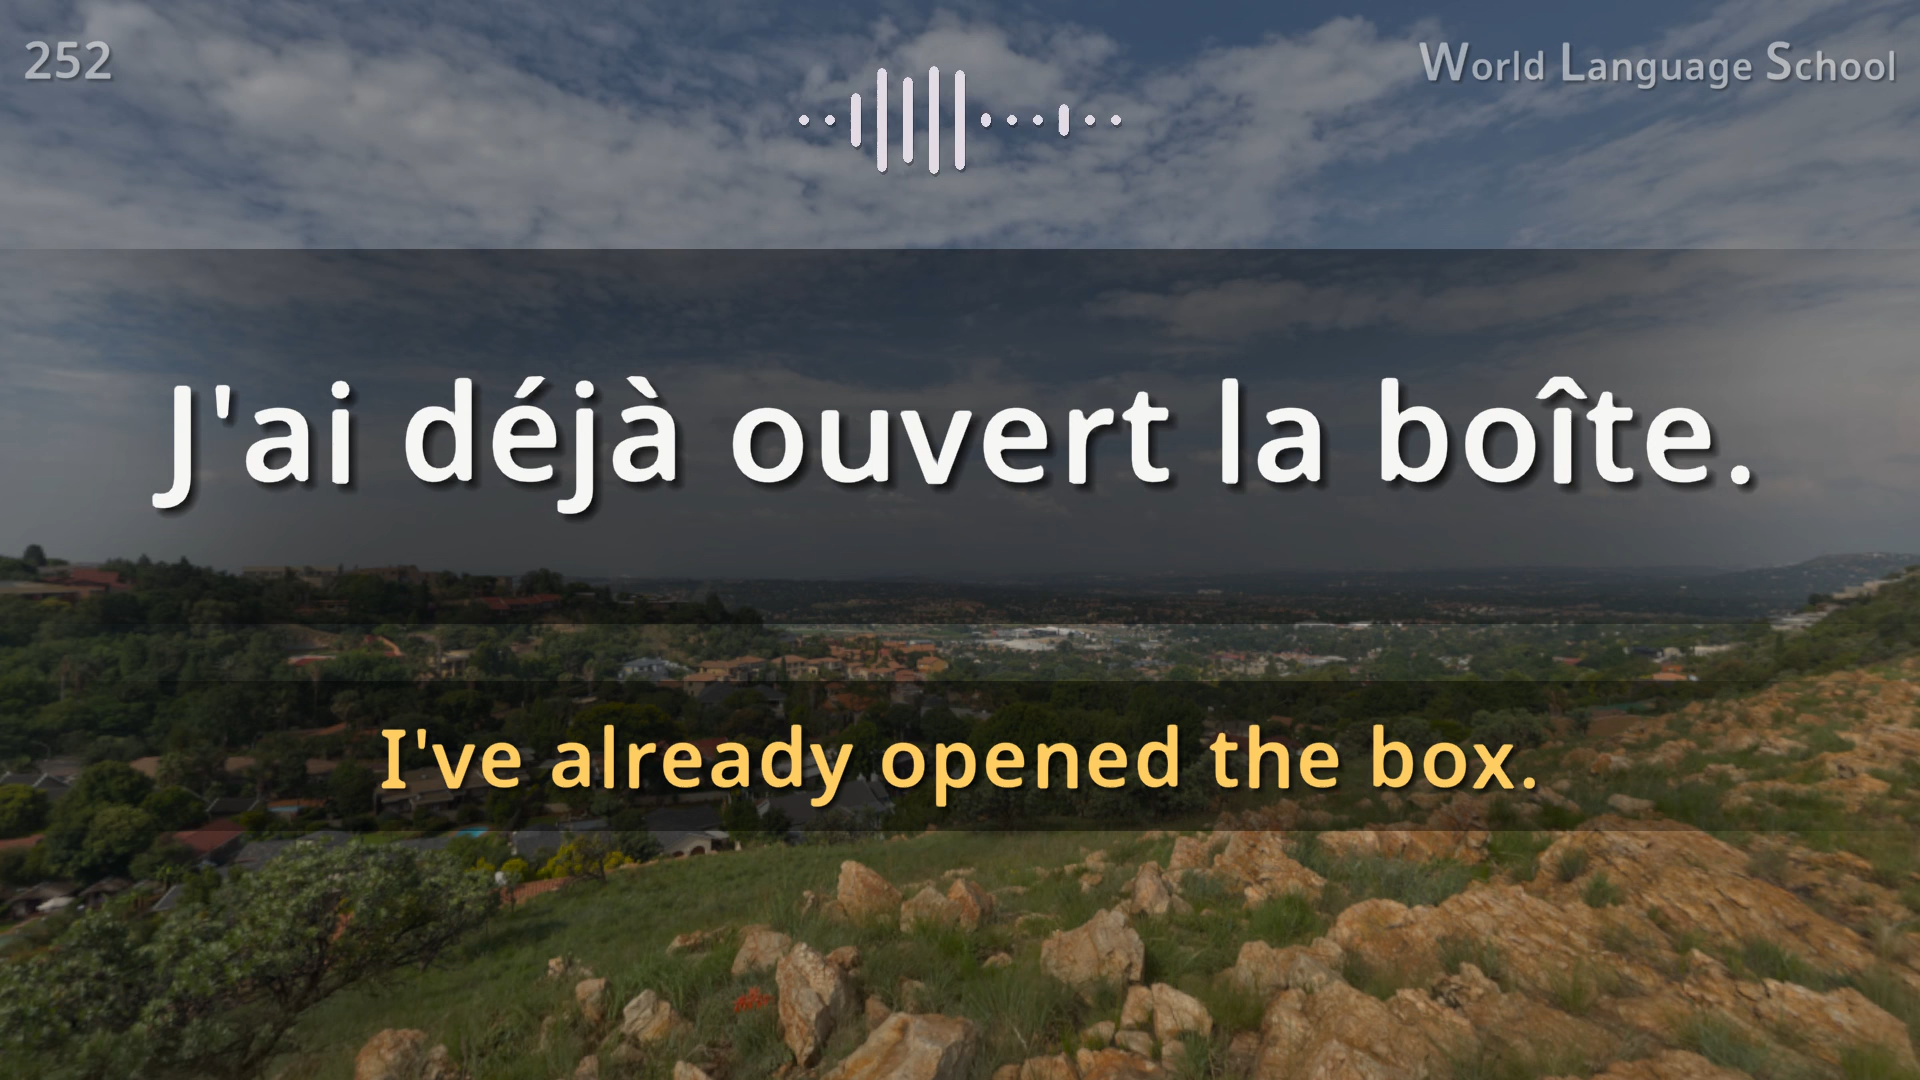 252
World Language School
J'ai déjà ouvert la boîte.
I've already opened the box.